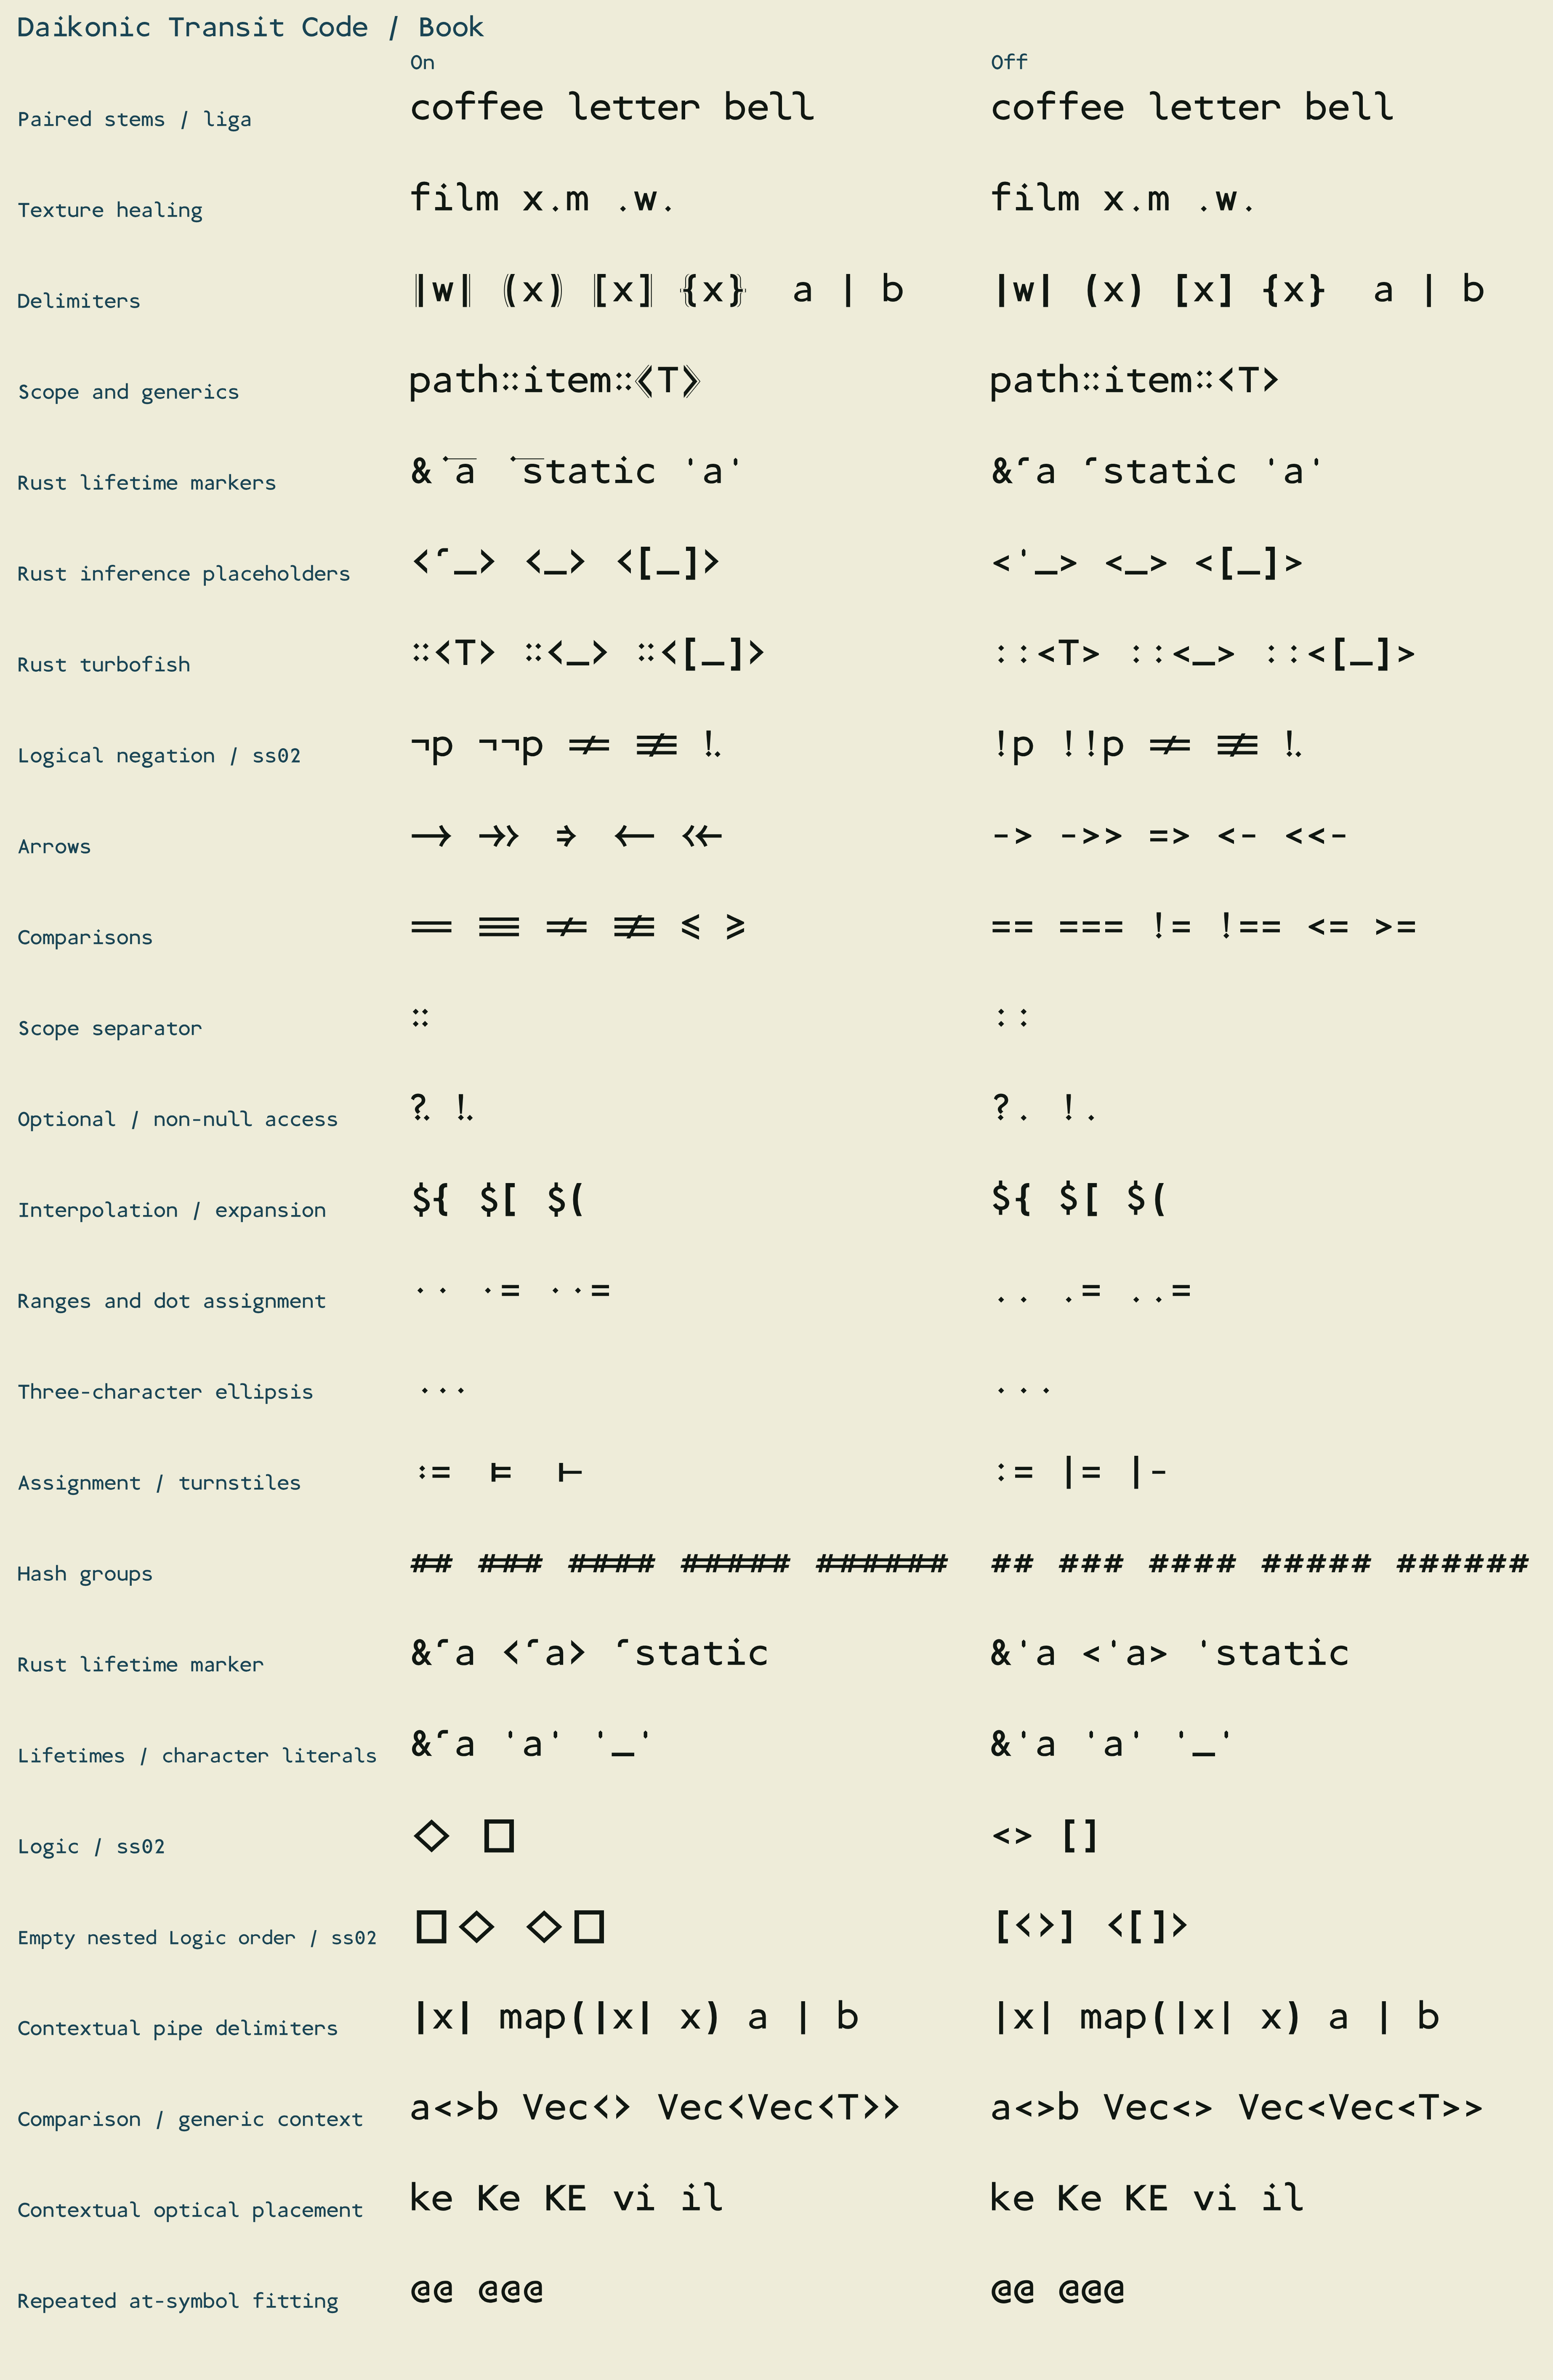 Daikonic Transit Code / Book
On Off
Paired stems / liga coffee letter bell coffee letter bell
Texture healing film x.m .w. film x.m .w.
Delimiters |w| (x) [x] {x} a | b |w| (x) [x] {x} a | b
Scope and generics path::item::<T> path::item::<T>
Rust lifetime markers &'a 'static 'a' &'a 'static 'a'
Rust inference placeholders <'_> <_> <[_]> <'_> <_> <[_]>
Rust turbofish ::<T> ::<_> ::<[_]> ::<T> ::<_> ::<[_]>
Logical negation / ss02 ¬p ¬¬p ≠ ≢ !. !p !!p ≠ ≢ !.
Arrows -> ->> => <- <<- -> ->> => <- <<-
Comparisons == === != !== <= >= == === != !== <= >=
Scope separator :: ::
Optional / non-null access ?. !. ?. !.
Interpolation / expansion ${ $[ $( ${ $[ $(
Ranges and dot assignment .. .= ..= .. .= ..=
Three-character ellipsis ... ...
Assignment / turnstiles := ⊨ ⊢ := |= |-
Hash groups ## ### #### ##### ###### ## ### #### ##### ######
Rust lifetime marker &'a <'a> 'static &'a <'a> 'static
Lifetimes / character literals &'a 'a' '_' &'a 'a' '_'
Logic / ss02 ◇ □ <> []
Empty nested Logic order / ss02 □◇ ◇□ [<>] <[]>
Contextual pipe delimiters |x| map(|x| x) a | b |x| map(|x| x) a | b
Comparison / generic context a<>b Vec<> Vec<Vec<T>> a<>b Vec<> Vec<Vec<T>>
Contextual optical placement ke Ke KE vi il ke Ke KE vi il
Repeated at-symbol fitting @@ @@@ @@ @@@